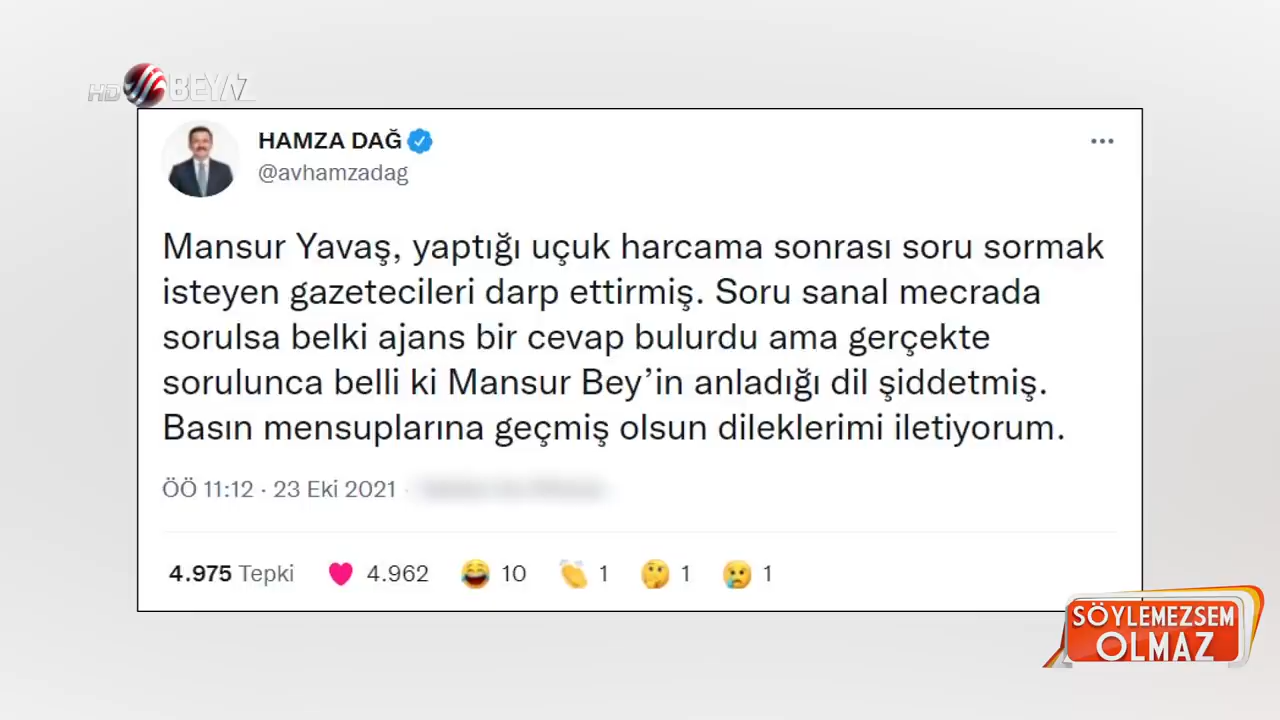 HD BEYAZ
HAMZA DAĞ
@avhamzadag
Mansur Yavaş, yaptığı uçuk harcama sonrası soru sormak
isteyen gazetecileri darp ettirmiş. Soru sanal mecrada
sorulsa belki ajans bir cevap bulurdu ama gerçekte
sorulunca belli ki Mansur Bey’in anladığı dil şiddetmiş.
Basın mensuplarına geçmiş olsun dileklerimi iletiyorum.
ÖÖ 11:12 · 23 Eki 2021 ·
4.975 Tepki 4.962 10 1 1 1
SÖYLEMEZSEM
OLMAZ